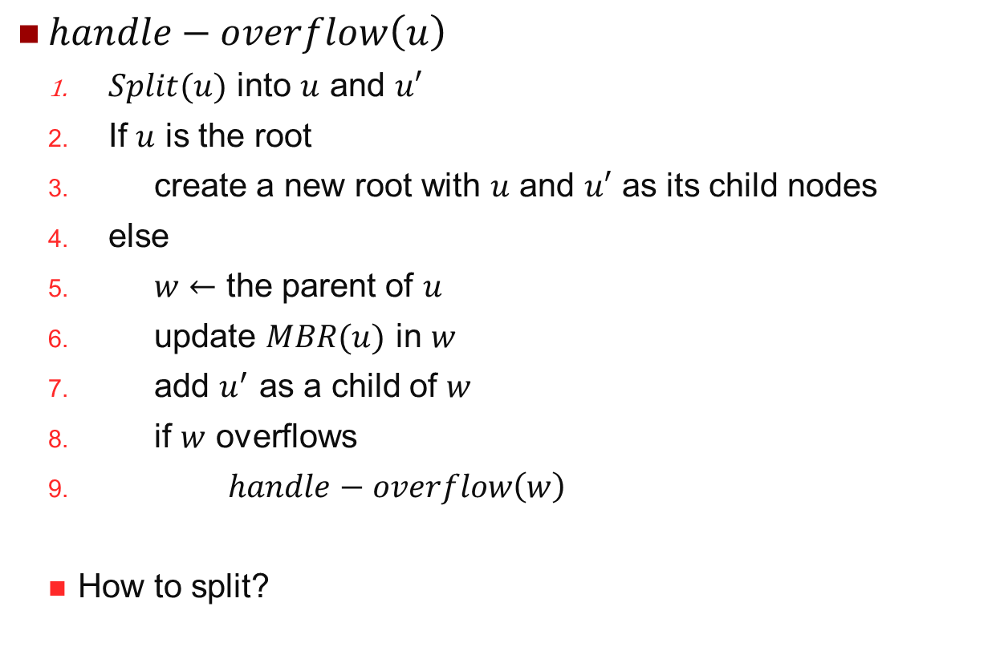 handle − overflow(u)
1. Split(u) into u and u′
2. If u is the root
3. create a new root with u and u′ as its child nodes
4. else
5. w ← the parent of u
6. update MBR(u) in w
7. add u′ as a child of w
8. if w overflows
9. handle − overflow(w)
How to split?